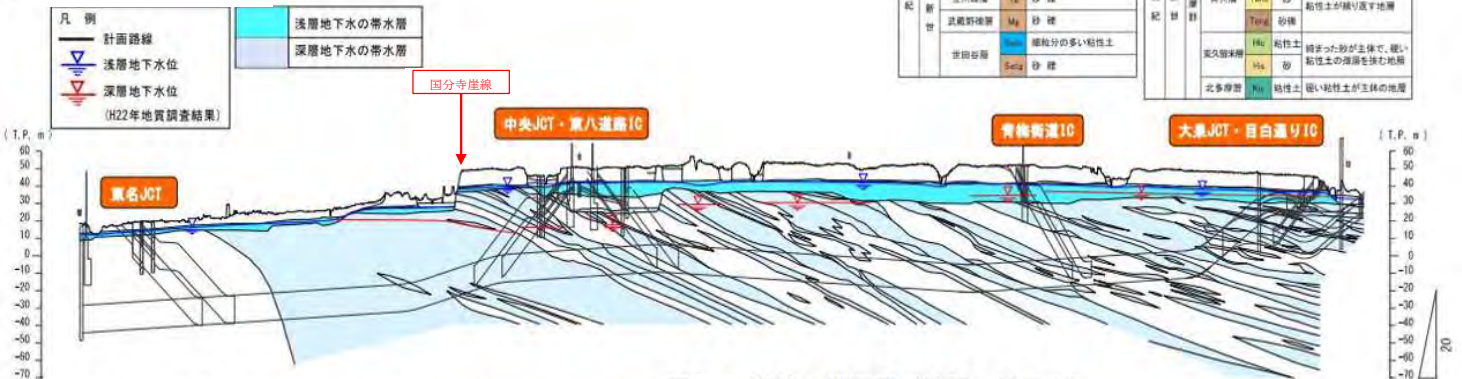 凡 例
計画路線
浅層地下水位
深層地下水位
(H22年地質調査結果)
浅層地下水の帯水層
深層地下水の帯水層
国分寺崖線
紀
新
世
武蔵野礫層 Mg 砂 礫
世田谷層 細粒分の多い粘性土
砂 礫
粘性土が繰り返す地層
東久留米層 粘性土 締まった砂が主体で、硬い
Hs 砂 粘性土の薄層を挟む地層
北多摩層 粘性土 硬い粘性土が主体の地層
東名JCT
中央JCT・東八道路IC
青梅街道IC
大泉JCT・目白通りIC
(T.P. m)
60
50
40
30
20
10
0
-10
-20
-30
-40
-50
-60
-70
(T.P. m)
60
50
40
30
20
10
0
-10
-20
-30
-40
-50
-60
-70
20